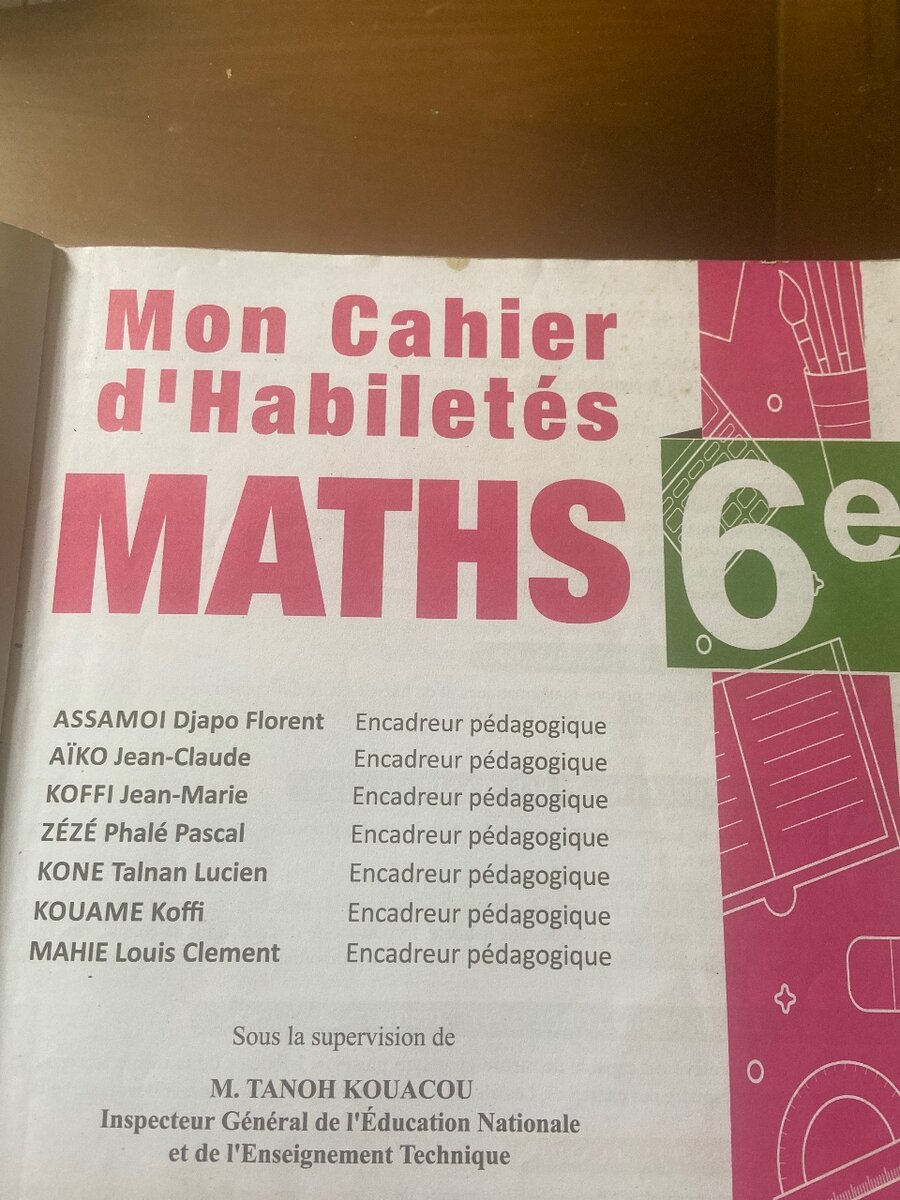 Mon Cahier
d'Habiletés
MATHS
6e
ASSAMOI Djapo Florent Encadreur pédagogique
AÏKO Jean-Claude Encadreur pédagogique
KOFFI Jean-Marie Encadreur pédagogique
ZÉZÉ Phalé Pascal Encadreur pédagogique
KONE Talnan Lucien Encadreur pédagogique
KOUAME Koffi Encadreur pédagogique
MAHIE Louis Clement Encadreur pédagogique
Sous la supervision de
M. TANOH KOUACOU
Inspecteur Général de l'Éducation Nationale
et de l'Enseignement Technique